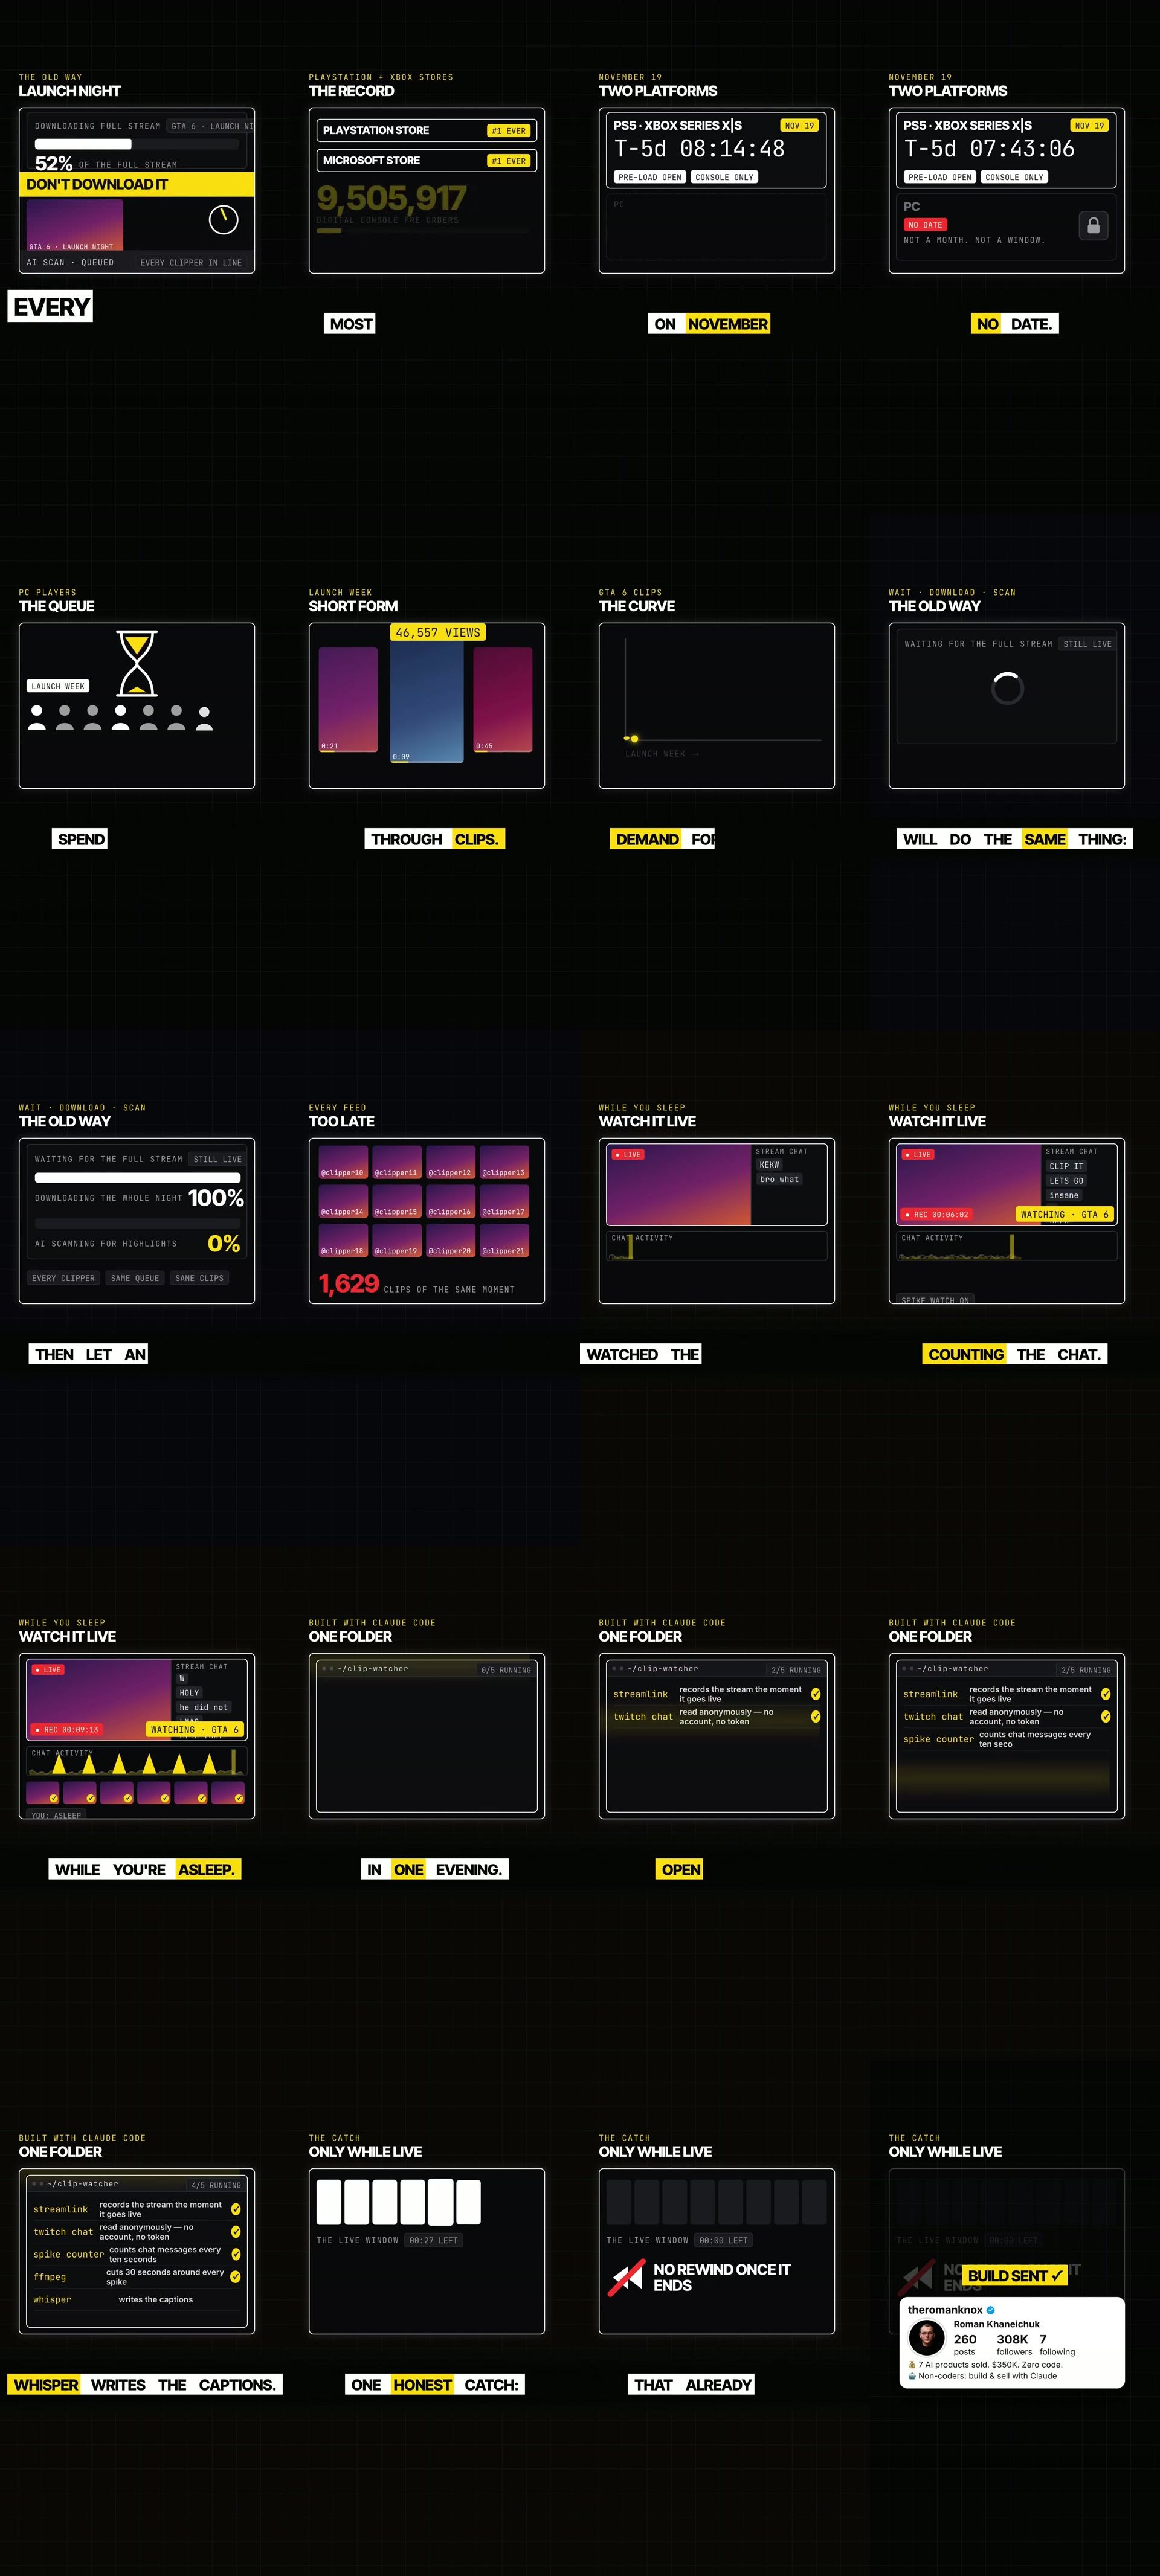 THE OLD WAY
LAUNCH NIGHT
DOWNLOADING FULL STREAM
GTA 6 · LAUNCH NI
52% OF THE FULL STREAM
DON'T DOWNLOAD IT
GTA 6 · LAUNCH NIGHT
AI SCAN · QUEUED
EVERY CLIPPER IN LINE
EVERY
PLAYSTATION + XBOX STORES
THE RECORD
PLAYSTATION STORE
#1 EVER
MICROSOFT STORE
#1 EVER
9,505,917
DIGITAL CONSOLE PRE-ORDERS
MOST
NOVEMBER 19
TWO PLATFORMS
PS5 · XBOX SERIES X|S
NOV 19
T-5d 08:14:48
PRE-LOAD OPEN
CONSOLE ONLY
PC
ON NOVEMBER
NOVEMBER 19
TWO PLATFORMS
PS5 · XBOX SERIES X|S
NOV 19
T-5d 07:43:06
PRE-LOAD OPEN
CONSOLE ONLY
PC
NO DATE
NOT A MONTH. NOT A WINDOW.
NO DATE.
PC PLAYERS
THE QUEUE
LAUNCH WEEK
SPEND
LAUNCH WEEK
SHORT FORM
46,557 VIEWS
0:21
0:09
0:45
THROUGH CLIPS.
GTA 6 CLIPS
THE CURVE
LAUNCH WEEK →
DEMAND FOR
WAIT · DOWNLOAD · SCAN
THE OLD WAY
WAITING FOR THE FULL STREAM
STILL LIVE
WILL DO THE SAME THING:
WAIT · DOWNLOAD · SCAN
THE OLD WAY
WAITING FOR THE FULL STREAM
STILL LIVE
DOWNLOADING THE WHOLE NIGHT 100%
AI SCANNING FOR HIGHLIGHTS 0%
EVERY CLIPPER
SAME QUEUE
SAME CLIPS
THEN LET AN
EVERY FEED
TOO LATE
@clipper10
@clipper11
@clipper12
@clipper13
@clipper14
@clipper15
@clipper16
@clipper17
@clipper18
@clipper19
@clipper20
@clipper21
1,629 CLIPS OF THE SAME MOMENT
WHILE YOU SLEEP
WATCH IT LIVE
● LIVE
STREAM CHAT
KEKW
bro what
CHAT ACTIVITY
WATCHED THE
WHILE YOU SLEEP
WATCH IT LIVE
● LIVE
STREAM CHAT
CLIP IT
LETS GO
insane
● REC 00:06:02
WATCHING · GTA 6
CHAT ACTIVITY
SPIKE WATCH ON
COUNTING THE CHAT.
WHILE YOU SLEEP
WATCH IT LIVE
● LIVE
STREAM CHAT
W
HOLY
he did not
LMAO
● REC 00:09:13
WATCHING · GTA 6
CHAT ACTIVITY
YOU: ASLEEP
WHILE YOU'RE ASLEEP.
BUILT WITH CLAUDE CODE
ONE FOLDER
~/clip-watcher
0/5 RUNNING
IN ONE EVENING.
BUILT WITH CLAUDE CODE
ONE FOLDER
~/clip-watcher
2/5 RUNNING
streamlink records the stream the moment it goes live
twitch chat read anonymously — no account, no token
OPEN
BUILT WITH CLAUDE CODE
ONE FOLDER
~/clip-watcher
2/5 RUNNING
streamlink records the stream the moment it goes live
twitch chat read anonymously — no account, no token
spike counter counts chat messages every ten seco
BUILT WITH CLAUDE CODE
ONE FOLDER
~/clip-watcher
4/5 RUNNING
streamlink records the stream the moment it goes live
twitch chat read anonymously — no account, no token
spike counter counts chat messages every ten seconds
ffmpeg cuts 30 seconds around every spike
whisper writes the captions
WHISPER WRITES THE CAPTIONS.
THE CATCH
ONLY WHILE LIVE
THE LIVE WINDOW
00:27 LEFT
ONE HONEST CATCH:
THE CATCH
ONLY WHILE LIVE
THE LIVE WINDOW
00:00 LEFT
NO REWIND ONCE IT
ENDS
THAT ALREADY
THE CATCH
ONLY WHILE LIVE
THE LIVE WINDOW
00:00 LEFT
BUILD SENT ✓
theromanknox
Roman Khaneichuk
260 posts
308K followers
7 following
7 AI products sold. $350K. Zero code.
Non-coders: build & sell with Claude